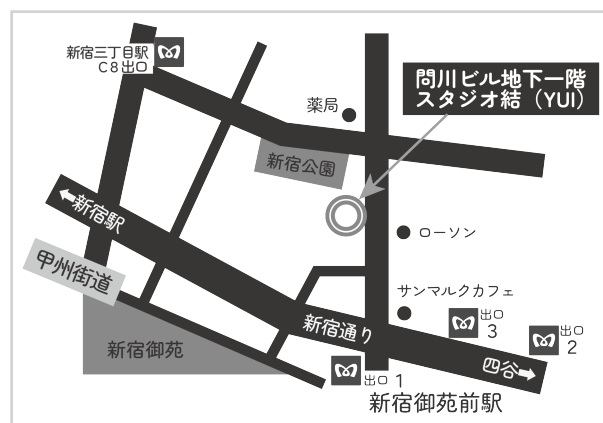 新宿三丁目駅
C8出口
薬局
問川ビル地下一階
スタジオ結（YUI）
新宿公園
←新宿駅
ローソン
甲州街道
サンマルクカフェ
新宿通り
出口
3
出口
2
新宿御苑
四谷→
出口 1
新宿御苑前駅